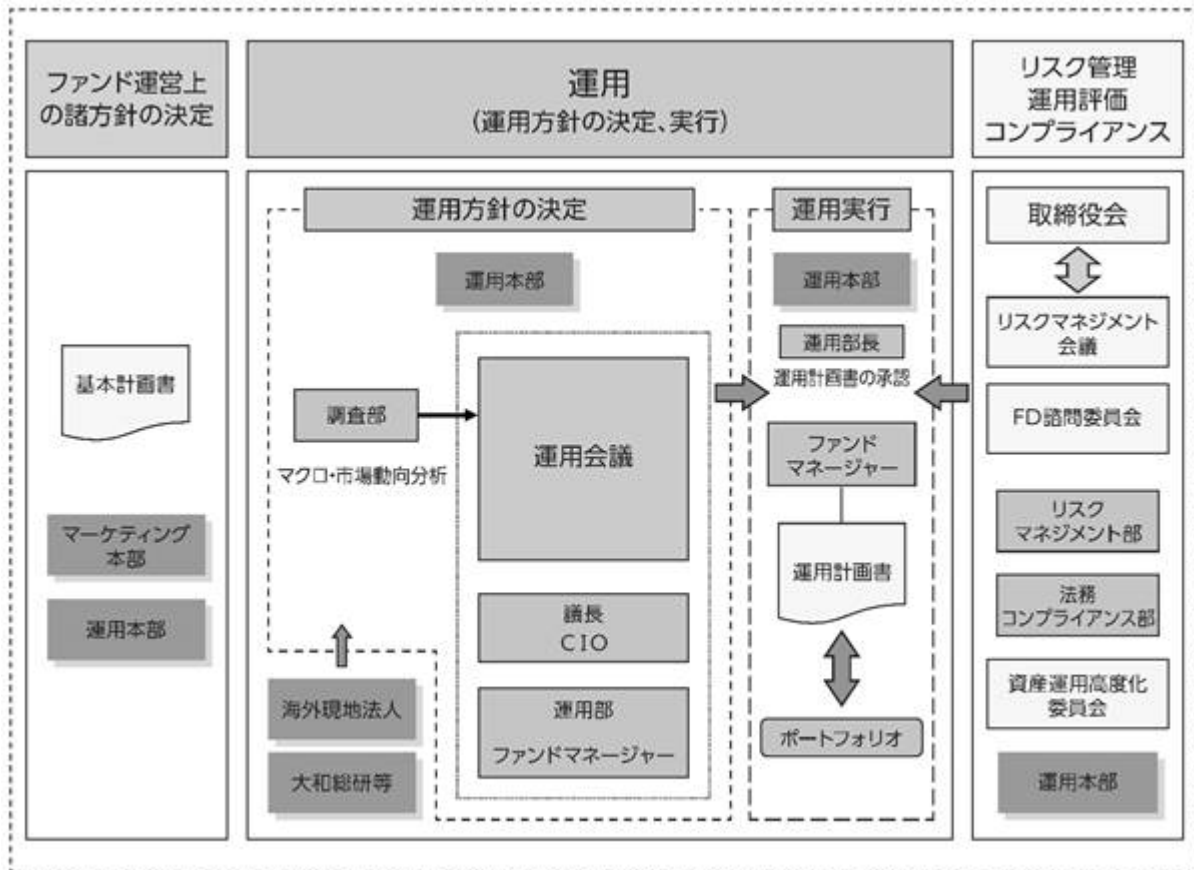 ファンド運営上
の諸方針の決定
運用
(運用方針の決定、実行)
リスク管理
運用評価
コンプライアンス
基本計画書
マーケティング
本部
運用本部
運用方針の決定
運用本部
調査部
マクロ・市場動向分析
運用会議
議長
CIO
運用部
ファンドマネージャー
海外現地法人
大和総研等
運用実行
運用本部
運用部長
運用計画書の承認
ファンド
マネージャー
運用計画書
ポートフォリオ
取締役会
リスクマネジメント
会議
FD諮問委員会
リスク
マネジメント部
法務
コンプライアンス部
資産運用高度化
委員会
運用本部